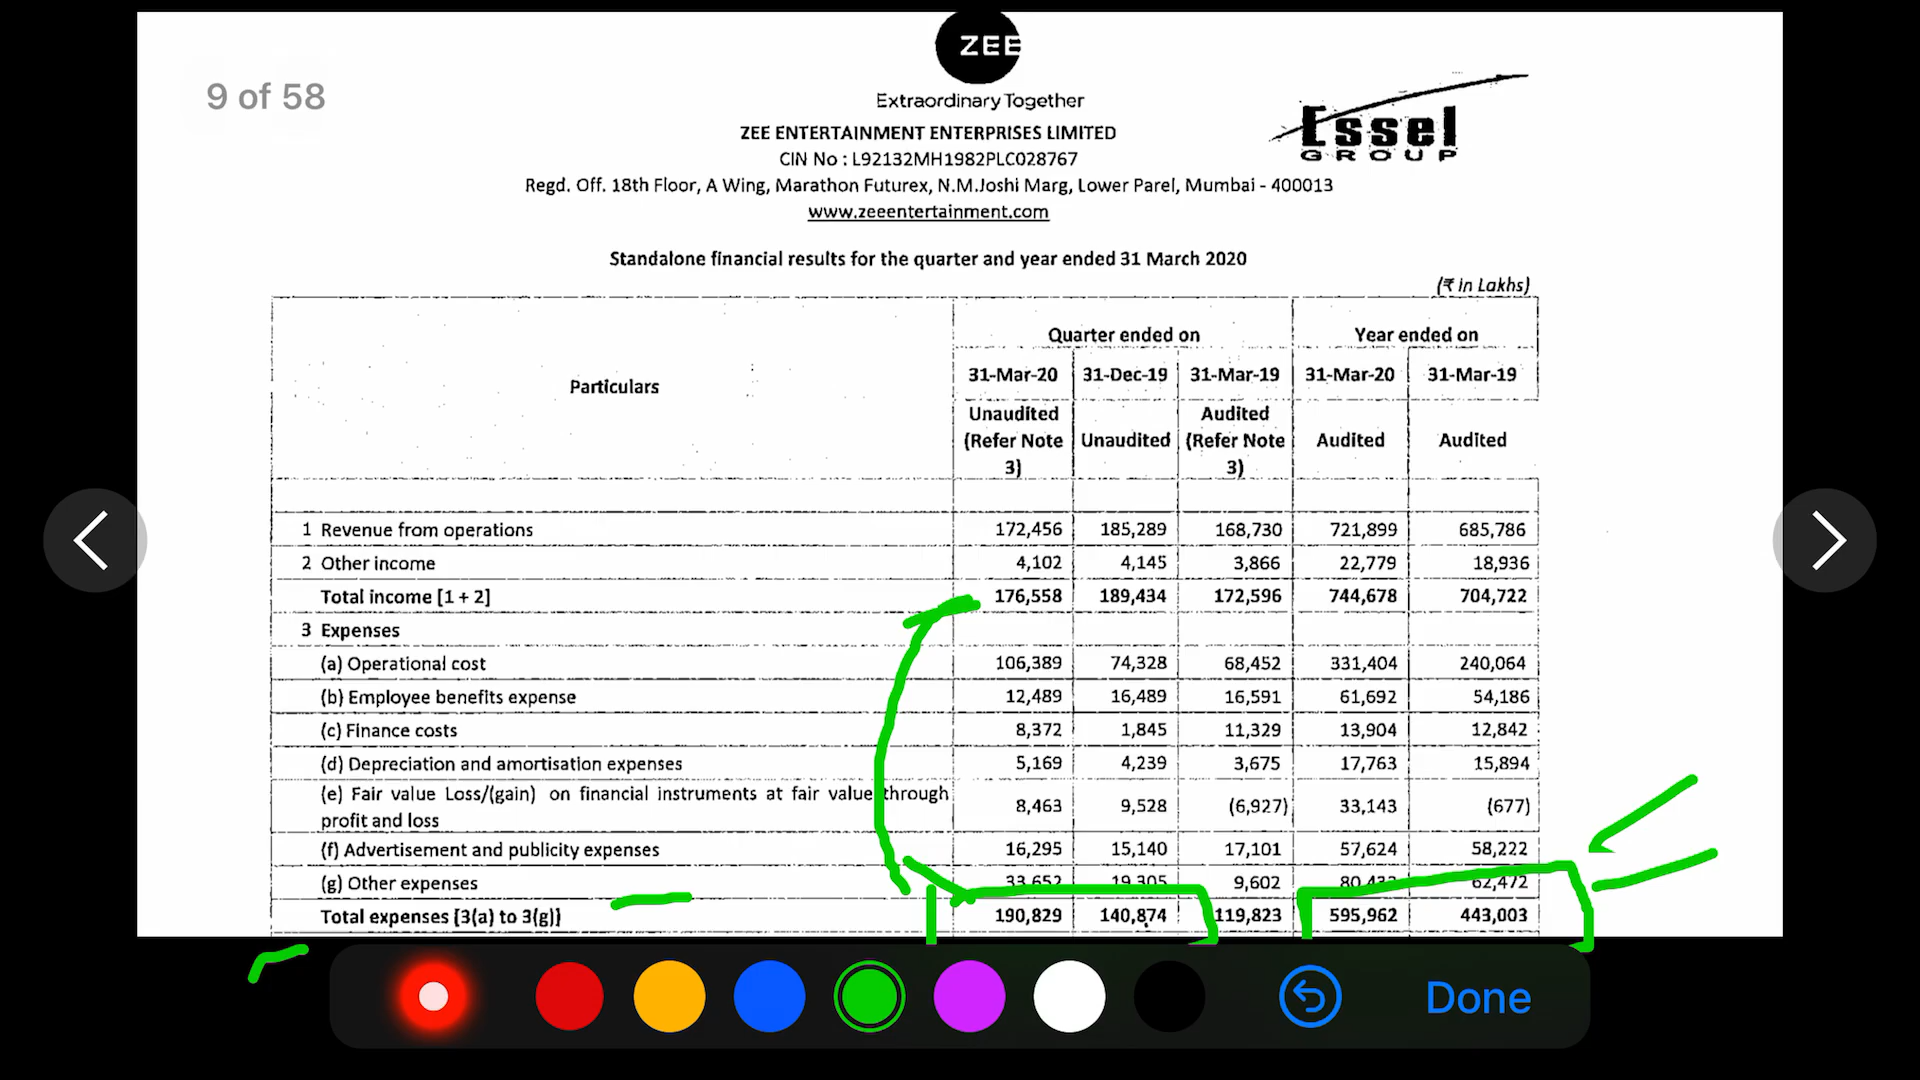 9 of 58
ZEE
Extraordinary Together
Essel
GROUP
ZEE ENTERTAINMENT ENTERPRISES LIMITED
CIN No : L92132MH1982PLC028767
Regd. Off. 18th Floor, A Wing, Marathon Futurex, N.M.Joshi Marg, Lower Parel, Mumbai - 400013
www.zeeentertainment.com
Standalone financial results for the quarter and year ended 31 March 2020
(₹ in Lakhs)
Particulars Quarter ended on Year ended on
31-Mar-20 31-Dec-19 31-Mar-19 31-Mar-20 31-Mar-19
Unaudited (Refer Note 3) Unaudited Audited (Refer Note 3) Audited Audited
1 Revenue from operations 172,456 185,289 168,730 721,899 685,786
2 Other income 4,102 4,145 3,866 22,779 18,936
Total income [1 + 2] 176,558 189,434 172,596 744,678 704,722
3 Expenses
(a) Operational cost 106,389 74,328 68,452 331,404 240,064
(b) Employee benefits expense 12,489 16,489 16,591 61,692 54,186
(c) Finance costs 8,372 1,845 11,329 13,904 12,842
(d) Depreciation and amortisation expenses 5,169 4,239 3,675 17,763 15,894
(e) Fair value Loss/(gain) on financial instruments at fair value through
profit and loss 8,463 9,528 (6,927) 33,143 (677)
(f) Advertisement and publicity expenses 16,295 15,140 17,101 57,624 58,222
(g) Other expenses 33,652 19,305 9,602 80,432 62,472
Total expenses [3(a) to 3(g)] 190,829 140,874 119,823 595,962 443,003
Done